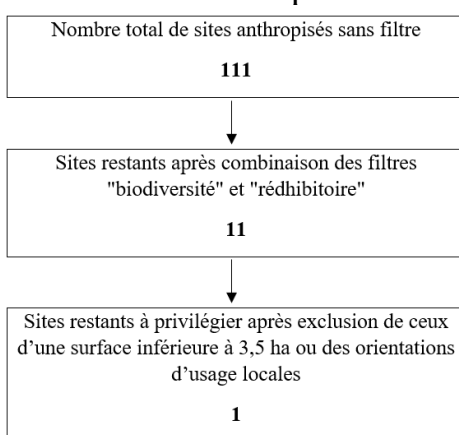 Nombre total de sites anthropisés sans filtre
111
Sites restants après combinaison des filtres
"biodiversité" et "rédhibitoire"
11
Sites restants à privilégier après exclusion de ceux
d’une surface inférieure à 3,5 ha ou des orientations
d’usage locales
1